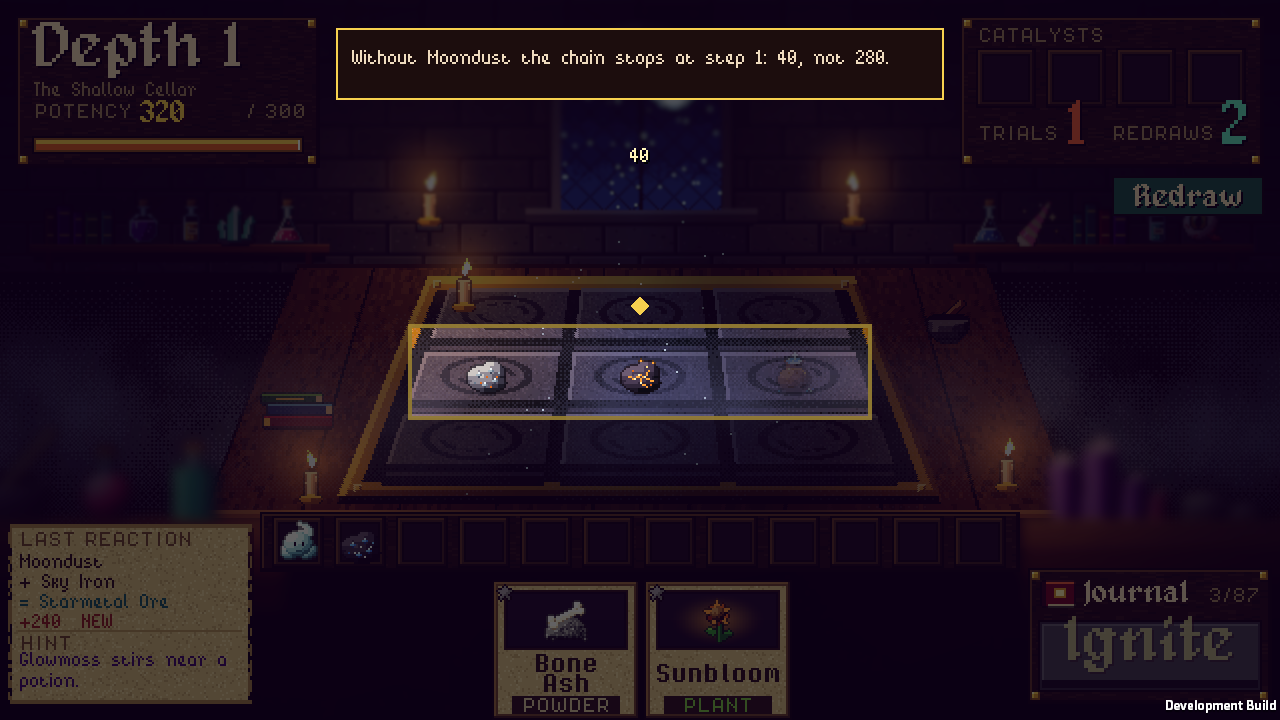 Depth 1
The Shallow Cellar
POTENCY 320 / 300
Without Moondust the chain stops at step 1: 40, not 280.
CATALYSTS
TRIALS 1 REDRAWS 2
Redraw
40
LAST REACTION
Moondust
+ Sky Iron
= Starmetal Ore
+240 NEW
HINT
Glowmoss stirs near a
potion.
Bone
Ash
POWDER
Sunbloom
PLANT
Journal 3/87
Ignite
Development Build